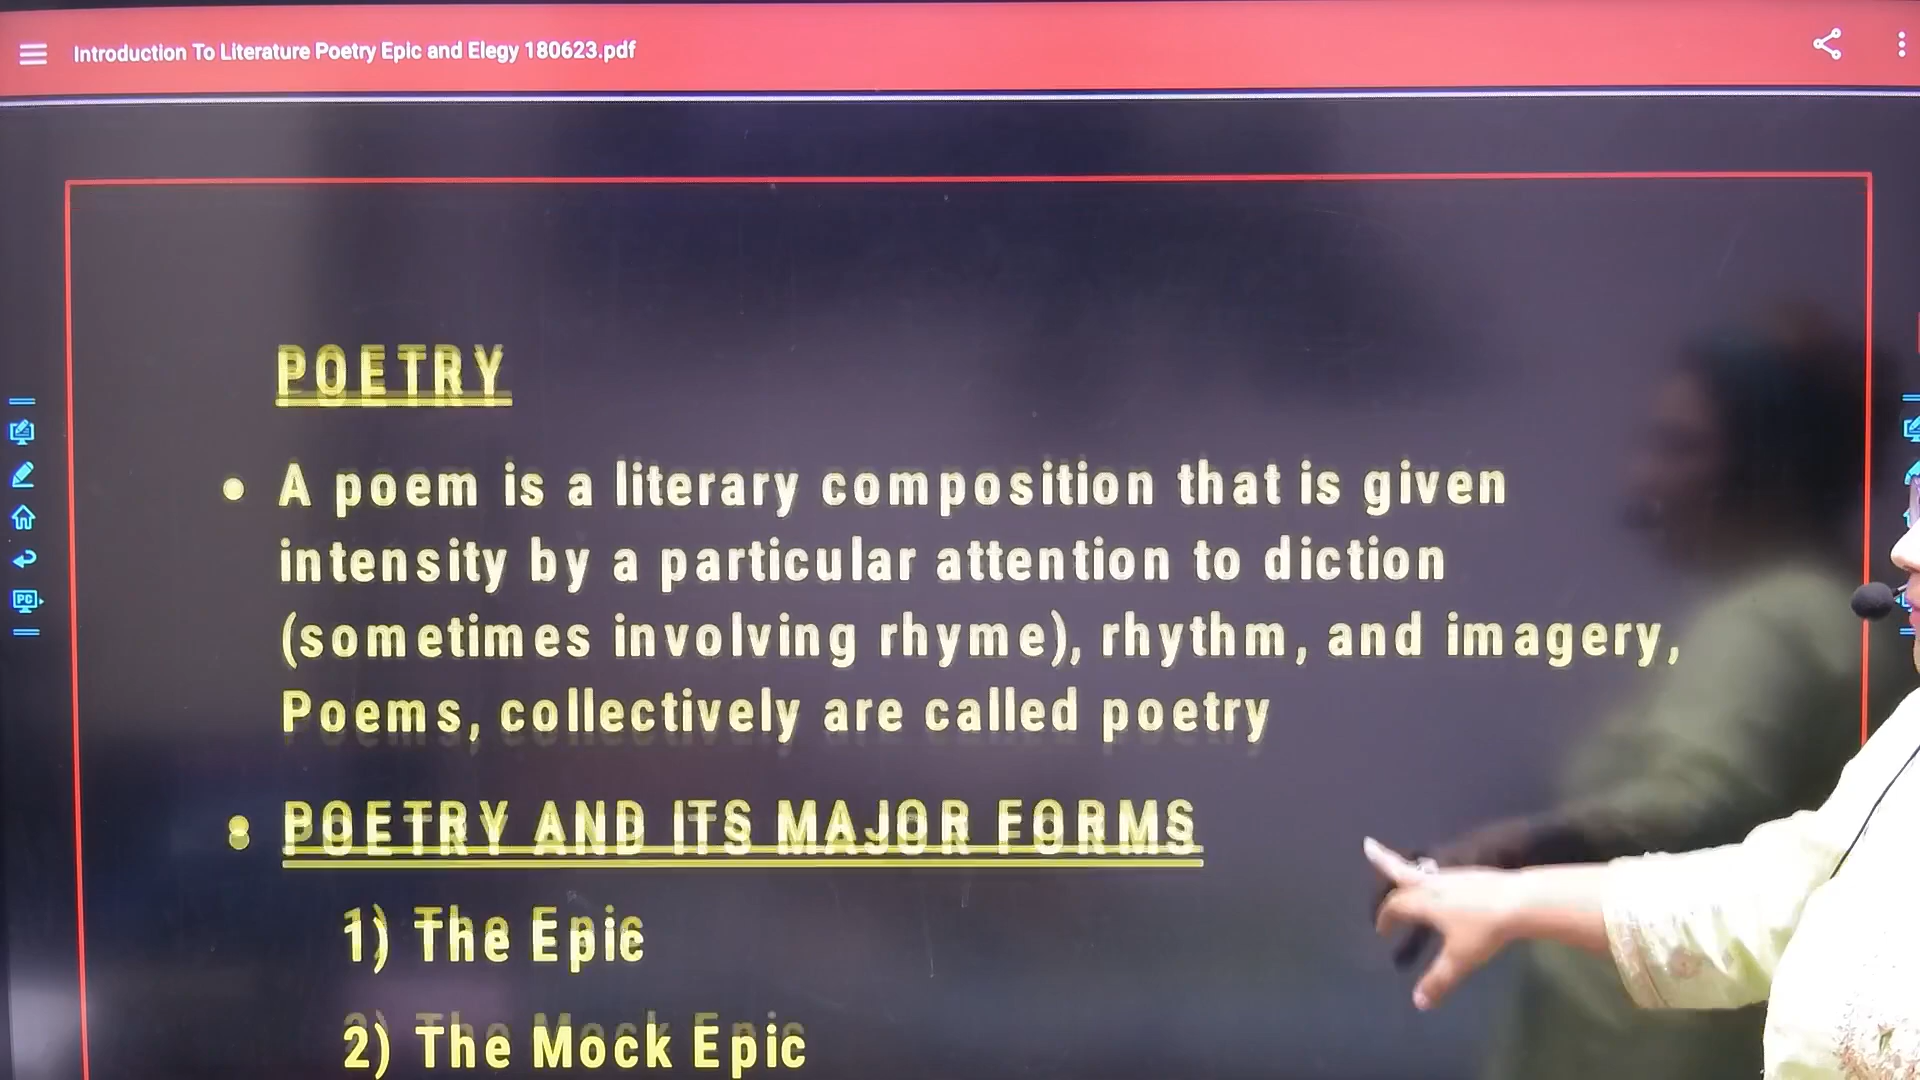 Introduction To Literature Poetry Epic and Elegy 180623.pdf
POETRY
• A poem is a literary composition that is given
intensity by a particular attention to diction
(sometimes involving rhyme), rhythm, and imagery,
Poems, collectively are called poetry
• POETRY AND ITS MAJOR FORMS
1) The Epic
2) The Mock Epic
PC